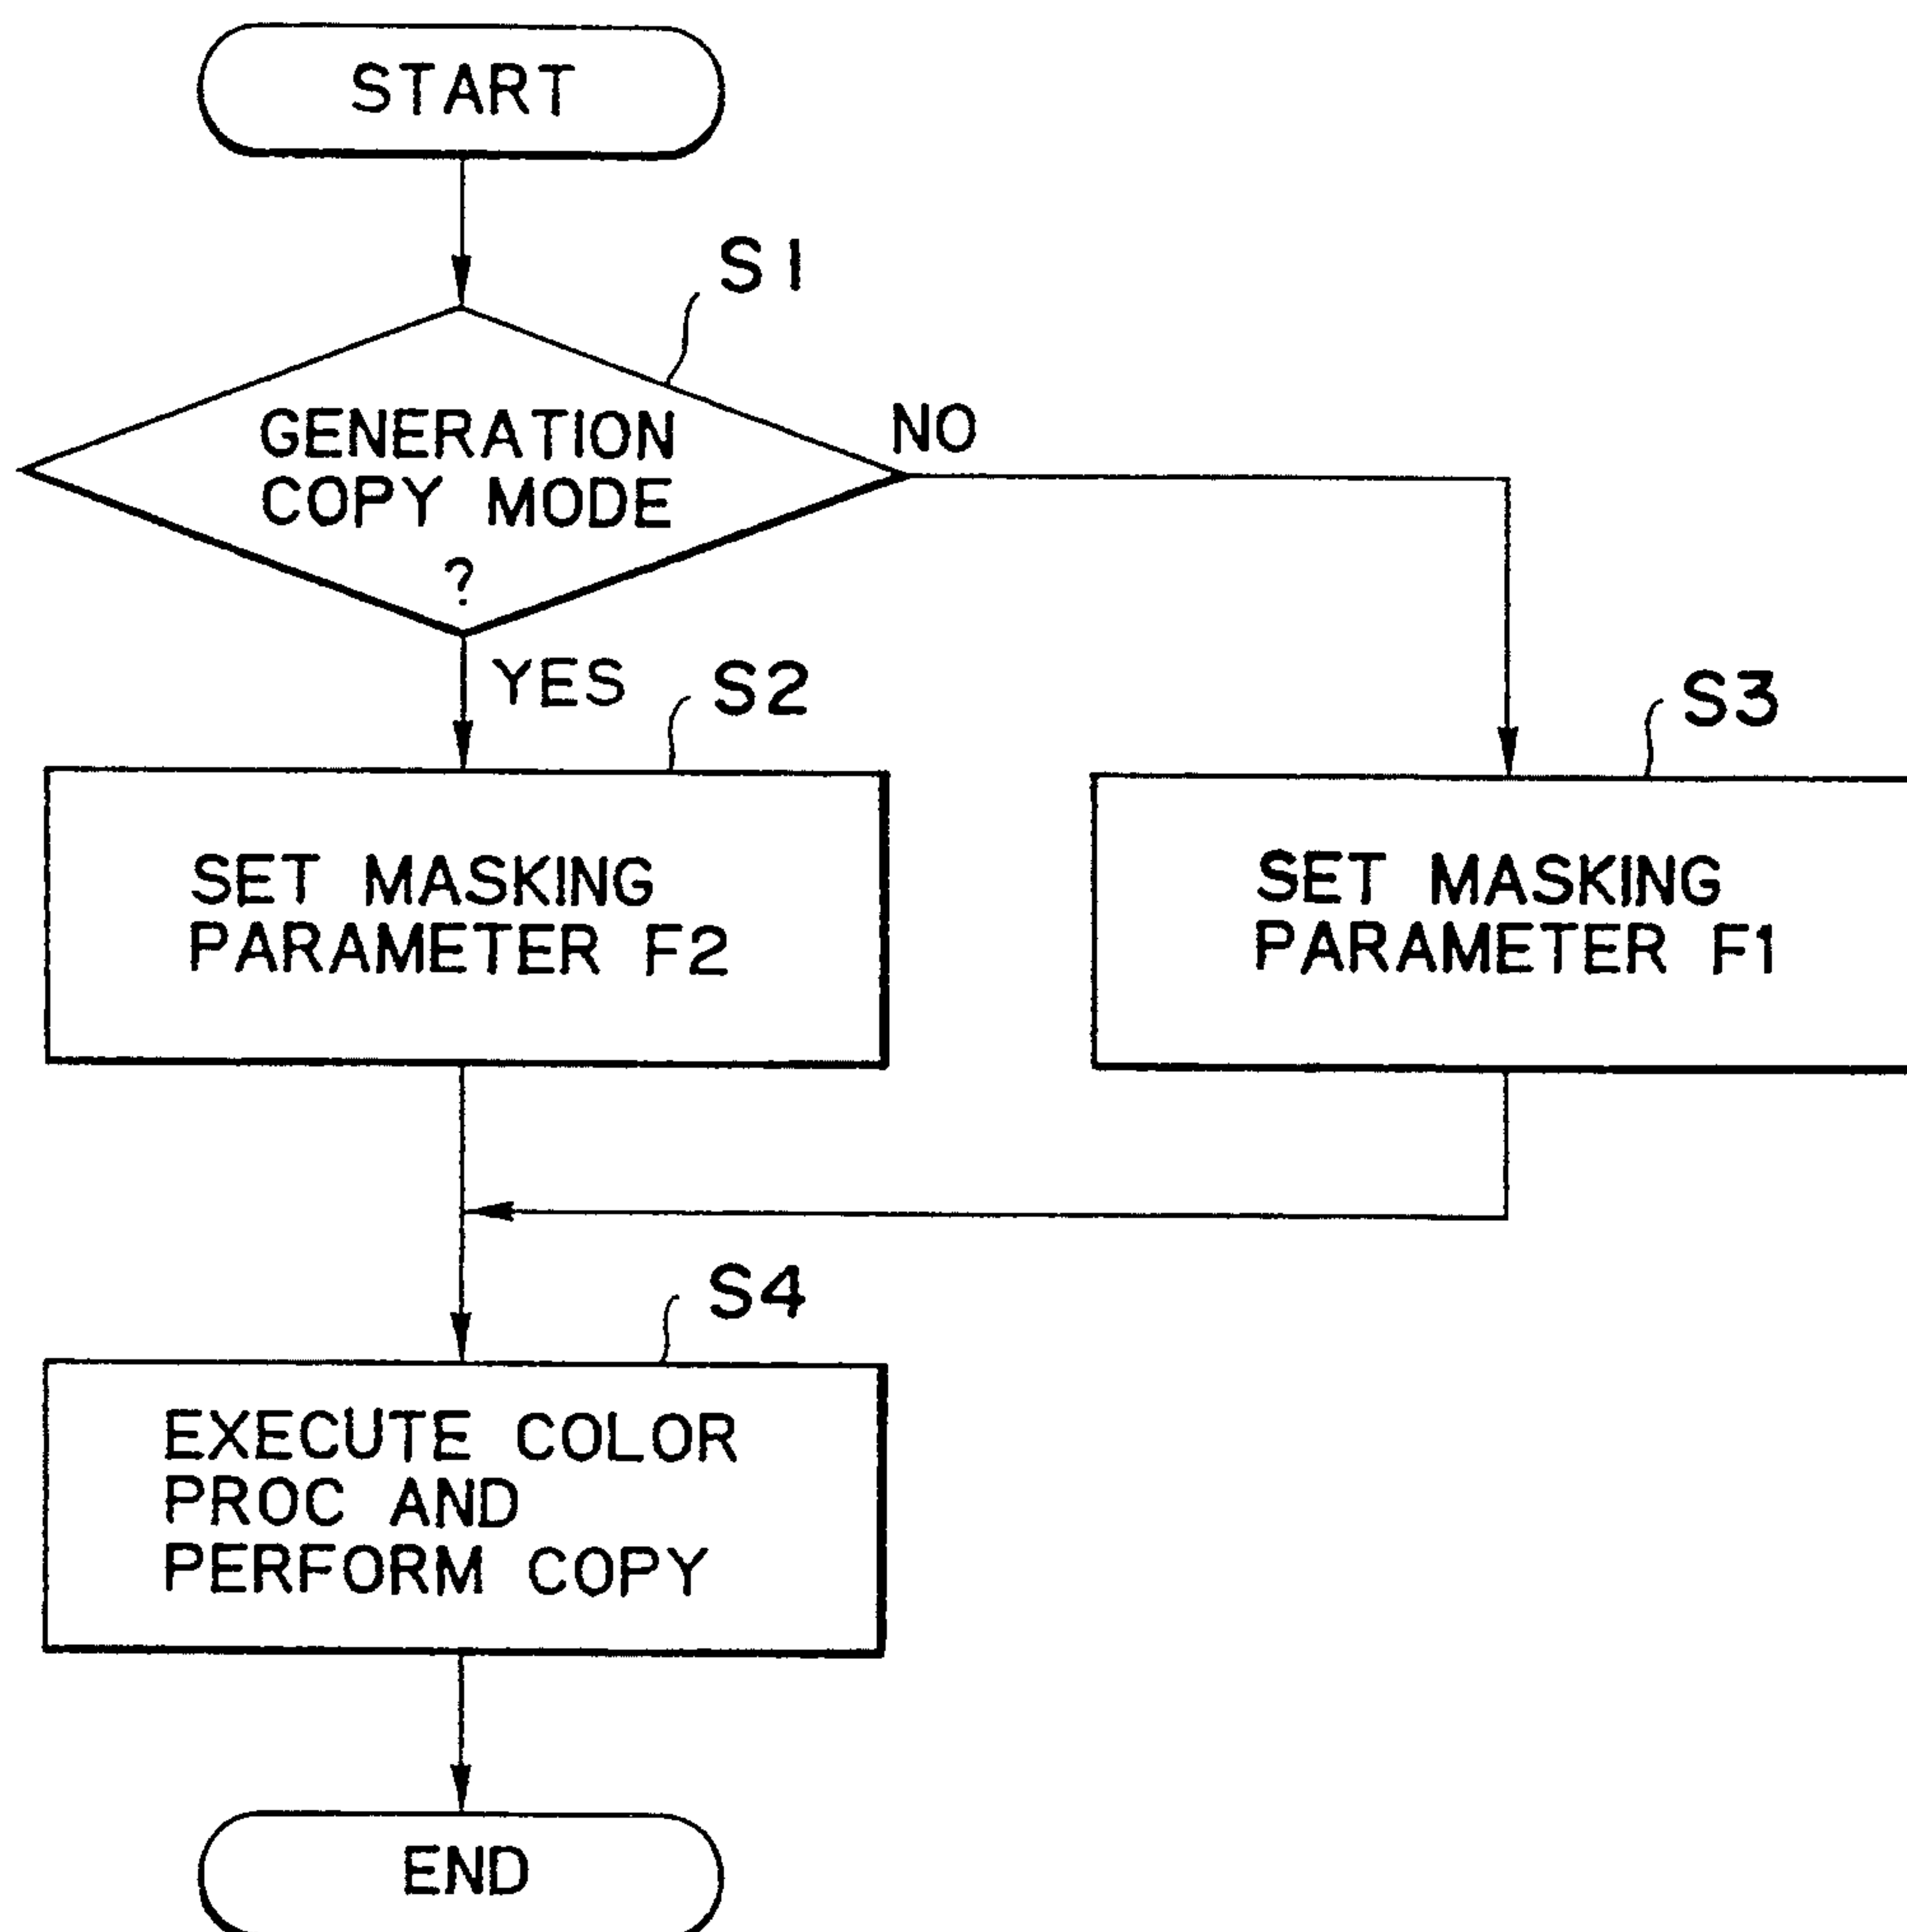 START
S1
GENERATION
COPY MODE
?
NO
YES
S2
S3
SET MASKING
PARAMETER F2
SET MASKING
PARAMETER F1
S4
EXECUTE COLOR
PROC AND
PERFORM COPY
END